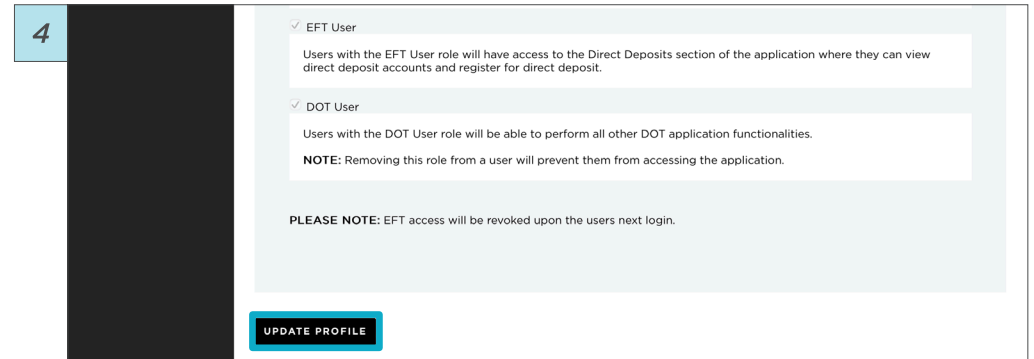 4
EFT User
Users with the EFT User role will have access to the Direct Deposits section of the application where they can view
direct deposit accounts and register for direct deposit.
DOT User
Users with the DOT User role will be able to perform all other DOT application functionalities.
NOTE: Removing this role from a user will prevent them from accessing the application.
PLEASE NOTE: EFT access will be revoked upon the users next login.
UPDATE PROFILE